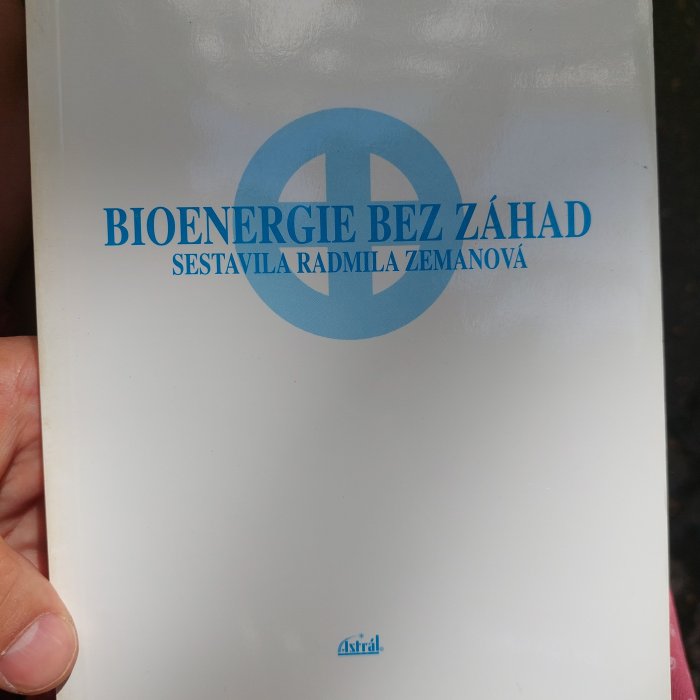 BIOENERGIE BEZ ZÁHAD
SESTAVILA RADMILA ZEMANOVÁ
Astrál®